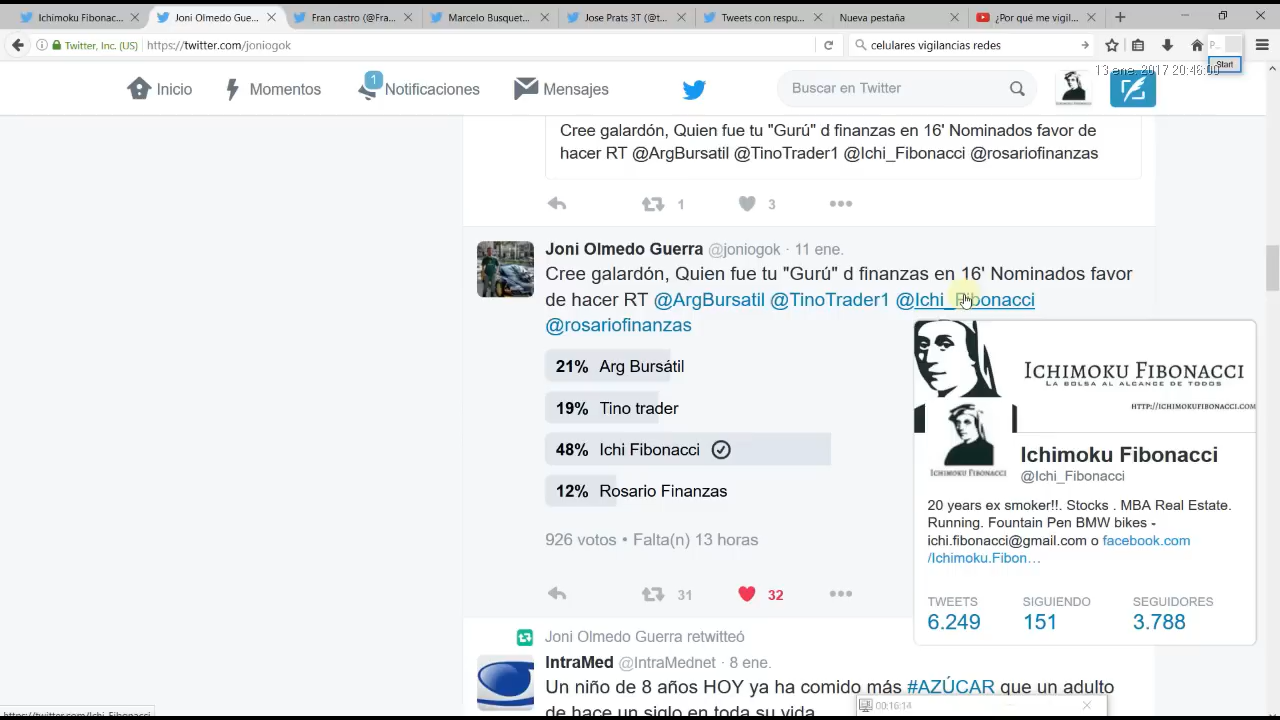 Ichimoku Fibonacci
Joni Olmedo Gue
Fran castro (@Fra
Marcelo Busquet
Jose Prats 3T (@t
Tweets con respu
Nueva pestaña
¿Por qué me vigil
Twitter, Inc. (US)
https://twitter.com/joniogok
celulares vigilancias redes
Start
13 ene. 2017 20:46:00
Inicio
Momentos
1
Notificaciones
Mensajes
Buscar en Twitter
Cree galardón, Quien fue tu "Gurú" d finanzas en 16' Nominados favor de
hacer RT @ArgBursatil @TinoTrader1 @Ichi_Fibonacci @rosariofinanzas
1
3
Joni Olmedo Guerra @joniogok · 11 ene.
Cree galardón, Quien fue tu "Gurú" d finanzas en 16' Nominados favor
de hacer RT @ArgBursatil @TinoTrader1 @Ichi_Fibonacci
@rosariofinanzas
21% Arg Bursátil
19% Tino trader
48% Ichi Fibonacci
12% Rosario Finanzas
926 votos • Falta(n) 13 horas
31
32
Ichimoku Fibonacci
La Bolsa al alcance de todos
http://ichimokufibonacci.com
Ichimoku Fibonacci
Ichimoku Fibonacci
@Ichi_Fibonacci
20 years ex smoker!!. Stocks . MBA Real Estate.
Running. Fountain Pen BMW bikes -
ichi.fibonacci@gmail.com o facebook.com
/Ichimoku.Fibon…
TWEETS
SIGUIENDO
SEGUIDORES
6.249
151
3.788
Joni Olmedo Guerra retwitteó
IntraMed @IntraMednet · 8 ene.
Un niño de 8 años HOY ya ha comido más #AZÚCAR que un adulto
de hace un siglo en toda su vida
00:16:14
https://twitter.com/Ichi_Fibonacci